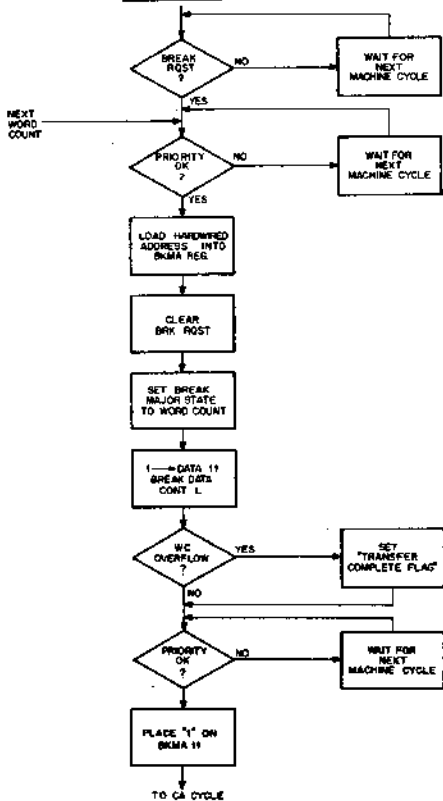 BREAK
RQST
?
NO
WAIT FOR
NEXT
MACHINE CYCLE
YES
NEXT
WORD
COUNT
PRIORITY
OK
?
NO
WAIT FOR
NEXT
MACHINE CYCLE
YES
LOAD HARDWIRED
ADDRESS INTO
BKMA REG.
CLEAR
BRK RQST
SET BREAK
MAJOR STATE
TO WORD COUNT
1 → DATA 11
BREAK DATA
CONT L
WC
OVERFLOW
?
YES
SET
"TRANSFER
COMPLETE FLAG"
NO
PRIORITY
OK
?
NO
WAIT FOR
NEXT
MACHINE CYCLE
PLACE "1" ON
BKMA 11
TO CA CYCLE